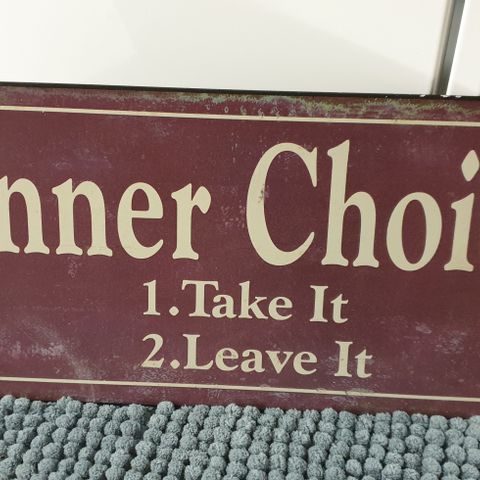 nner Choi
1.Take It
2.Leave It